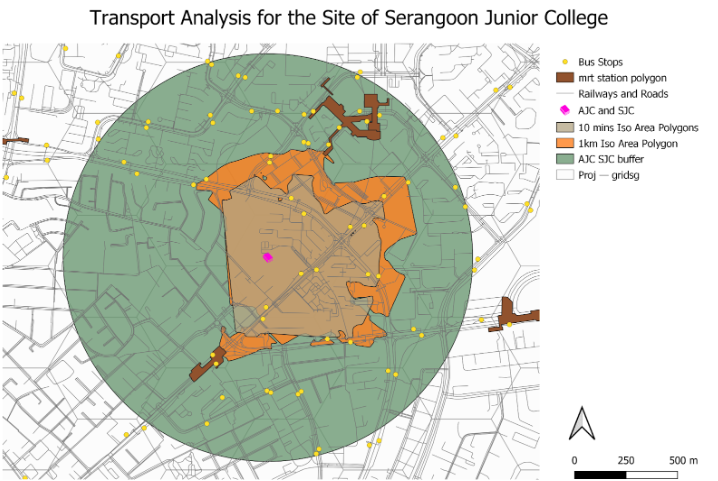 Transport Analysis for the Site of Serangoon Junior College
Bus Stops
mrt station polygon
Railways and Roads
AJC and SJC
10 mins Iso Area Polygons
1km Iso Area Polygon
AJC SJC buffer
Proj — gridsg
0 250 500 m